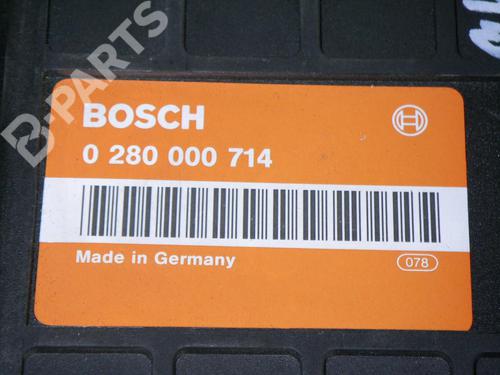 B-PARTS
BOSCH
0 280 000 714
Made in Germany
078